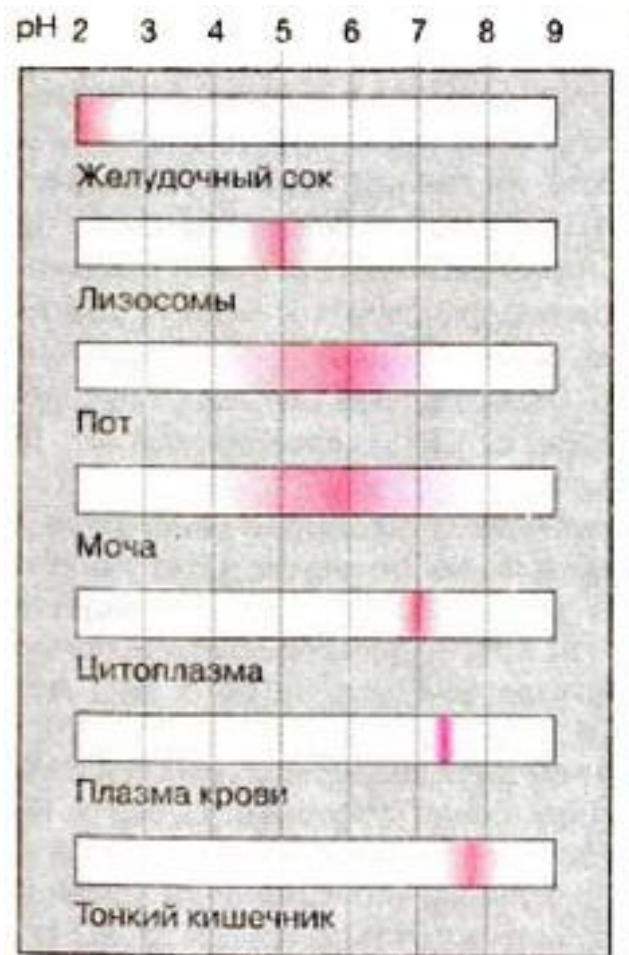 pH 2 3 4 5 6 7 8 9
Желудочный сок
Лизосомы
Пот
Моча
Цитоплазма
Плазма крови
Тонкий кишечник